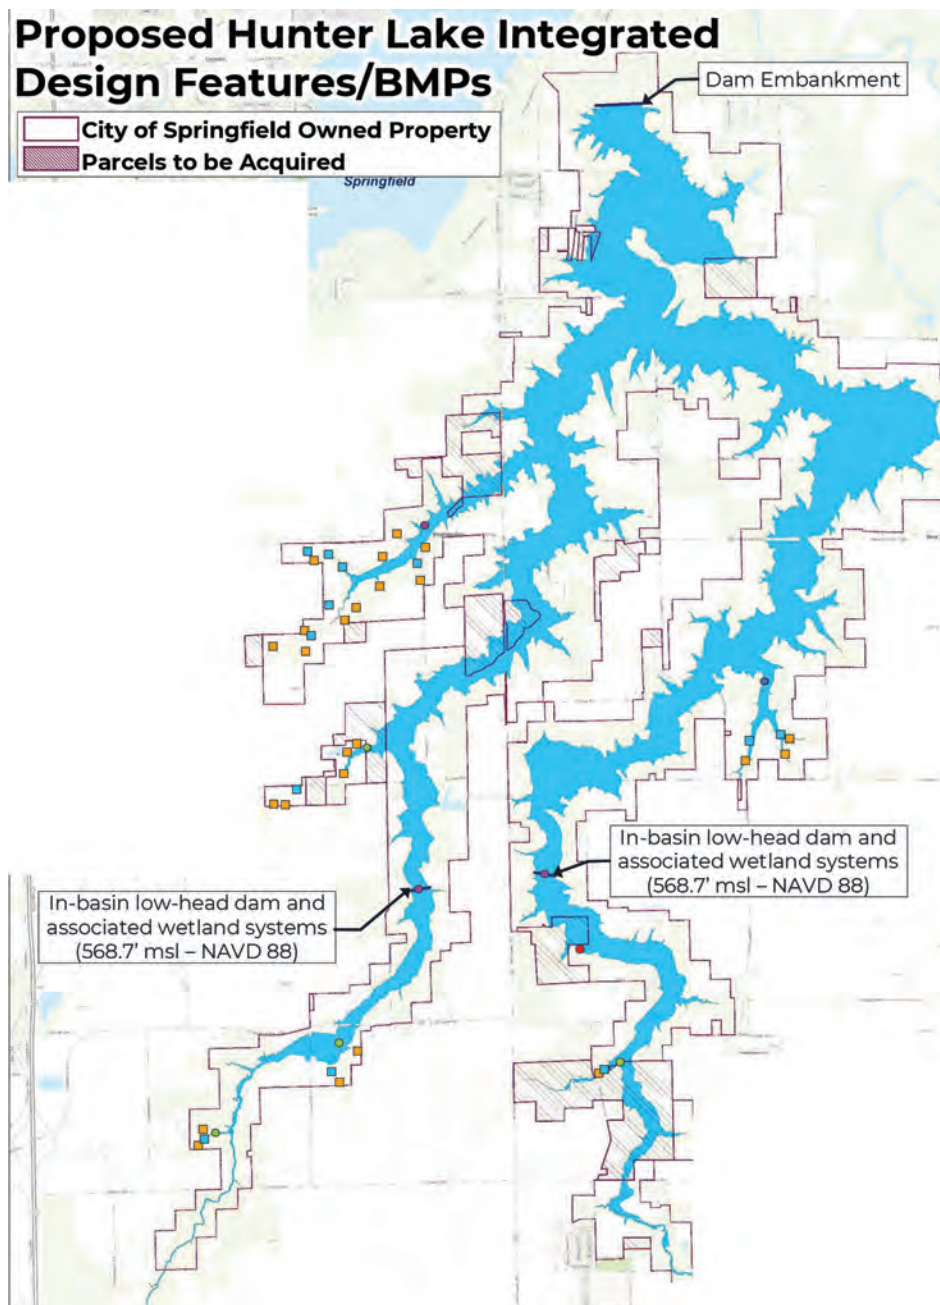 Proposed Hunter Lake Integrated
Design Features/BMPs
Dam Embankment
City of Springfield Owned Property
Parcels to be Acquired
Springfield
In-basin low-head dam and
associated wetland systems
(568.7’ msl – NAVD 88)
In-basin low-head dam and
associated wetland systems
(568.7’ msl – NAVD 88)